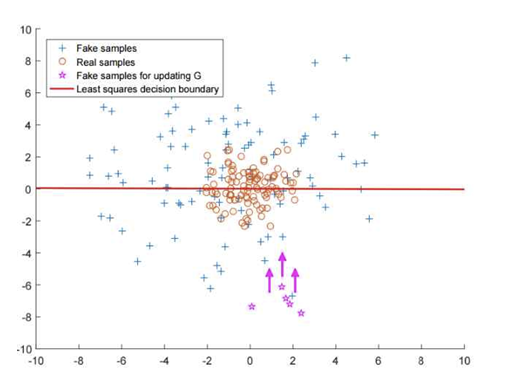 10
8
6
4
2
0
-2
-4
-6
-8
-10
Fake samples
Real samples
Fake samples for updating G
Least squares decision boundary
-10 -8 -6 -4 -2 0 2 4 6 8 10